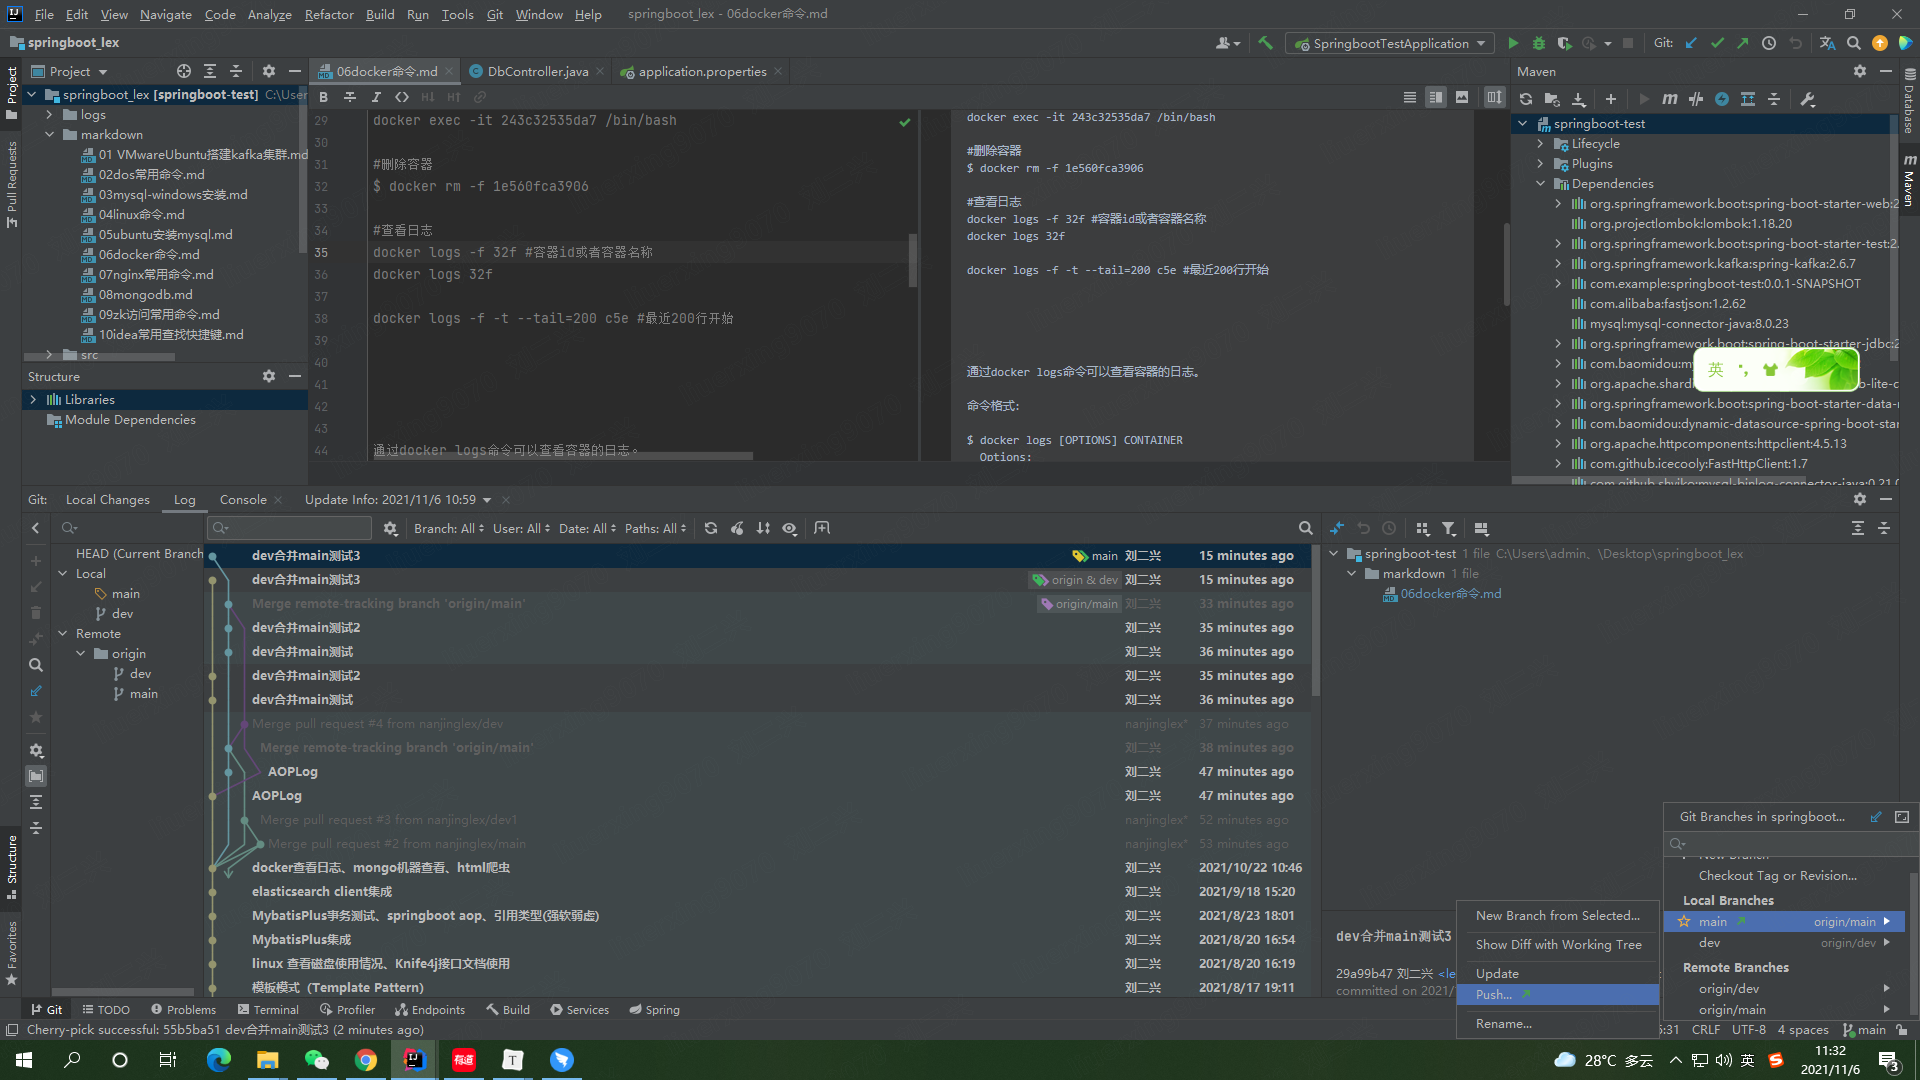 File Edit View Navigate Code Analyze Refactor Build Run Tools Git Window Help springboot_lex - 06docker命令.md
springboot_lex
SpringbootTestApplication
Git:
Project
06docker命令.md
DbController.java
application.properties
Maven
springboot_lex [springboot-test] C:\User
logs
markdown
01 VMwareUbuntu搭建kafka集群.md
02dos常用命令.md
03mysql-windows安装.md
04linux命令.md
05ubuntu安装mysql.md
06docker命令.md
07nginx常用命令.md
08mongodb.md
09zk访问常用命令.md
10idea常用查找快捷键.md
src
Structure
Libraries
Module Dependencies
Project
Pull Requests
Structure
Favorites
29 docker exec -it 243c32535da7 /bin/bash
30
31 #删除容器
32 $ docker rm -f 1e560fca3906
33
34 #查看日志
35 docker logs -f 32f #容器id或者容器名称
36 docker logs 32f
37
38 docker logs -f -t --tail=200 c5e #最近200行开始
39
40
41
42
43
44 通过docker logs命令可以查看容器的日志。
docker exec -it 243c32535da7 /bin/bash
#删除容器
$ docker rm -f 1e560fca3906
#查看日志
docker logs -f 32f #容器id或者容器名称
docker logs 32f
docker logs -f -t --tail=200 c5e #最近200行开始
通过docker logs命令可以查看容器的日志。
命令格式:
$ docker logs [OPTIONS] CONTAINER
Options:
springboot-test
Lifecycle
Plugins
Dependencies
org.springframework.boot:spring-boot-starter-web:2
org.projectlombok:lombok:1.18.20
org.springframework.boot:spring-boot-starter-test:2.
org.springframework.kafka:spring-kafka:2.6.7
com.example:springboot-test:0.0.1-SNAPSHOT
com.alibaba:fastjson:1.2.62
mysql:mysql-connector-java:8.0.23
org.springframework.boot:spring-boot-starter-jdbc:2
com.baomidou:m
org.apache.shard
o-lite-c
org.springframework.boot:spring-boot-starter-data-r
com.baomidou:dynamic-datasource-spring-boot-star
org.apache.httpcomponents:httpclient:4.5.13
com.github.icecooly:FastHttpClient:1.7
com.github.shyiko:mysql-binlog-connector-java:0.21.0
英
Database
Maven
Git: Local Changes Log Console Update Info: 2021/11/6 10:59
Branch: All User: All Date: All Paths: All
HEAD (Current Branch
Local
main
dev
Remote
origin
dev
main
dev合并main测试3 main 刘二兴 15 minutes ago
dev合并main测试3 origin & dev 刘二兴 15 minutes ago
Merge remote-tracking branch 'origin/main' origin/main 刘二兴 33 minutes ago
dev合并main测试2 刘二兴 35 minutes ago
dev合并main测试 刘二兴 36 minutes ago
dev合并main测试2 刘二兴 35 minutes ago
dev合并main测试 刘二兴 36 minutes ago
Merge pull request #4 from nanjinglex/dev nanjinglex* 37 minutes ago
Merge remote-tracking branch 'origin/main' 刘二兴 38 minutes ago
AOPLog 刘二兴 47 minutes ago
AOPLog 刘二兴 47 minutes ago
Merge pull request #3 from nanjinglex/dev1 nanjinglex* 52 minutes ago
Merge pull request #2 from nanjinglex/main nanjinglex* 53 minutes ago
docker查看日志、mongo机器查看、html爬虫 刘二兴 2021/10/22 10:46
elasticsearch client集成 刘二兴 2021/9/18 15:20
MybatisPlus事务测试、springboot aop、引用类型(强软弱虚) 刘二兴 2021/8/23 18:01
MybatisPlus集成 刘二兴 2021/8/20 16:54
linux 查看磁盘使用情况、Knife4j接口文档使用 刘二兴 2021/8/20 16:19
模板模式（Template Pattern) 刘二兴 2021/8/17 19:11
springboot-test 1 file C:\Users\admin、\Desktop\springboot_lex
markdown 1 file
06docker命令.md
dev合并main测试3
29a99b47 刘二兴 <le
committed on 2021/
New Branch from Selected...
Show Diff with Working Tree
Update
Push...
Rename...
Git Branches in springboot...
New Branch
Checkout Tag or Revision...
Local Branches
main origin/main
dev origin/dev
Remote Branches
origin/dev
origin/main
Git TODO Problems Terminal Profiler Endpoints Build Services Spring
Cherry-pick successful: 55b5ba51 dev合并main测试3 (2 minutes ago)
5:31 CRLF UTF-8 4 spaces main
有道
T
28°C 多云
英
11:32
2021/11/6
3